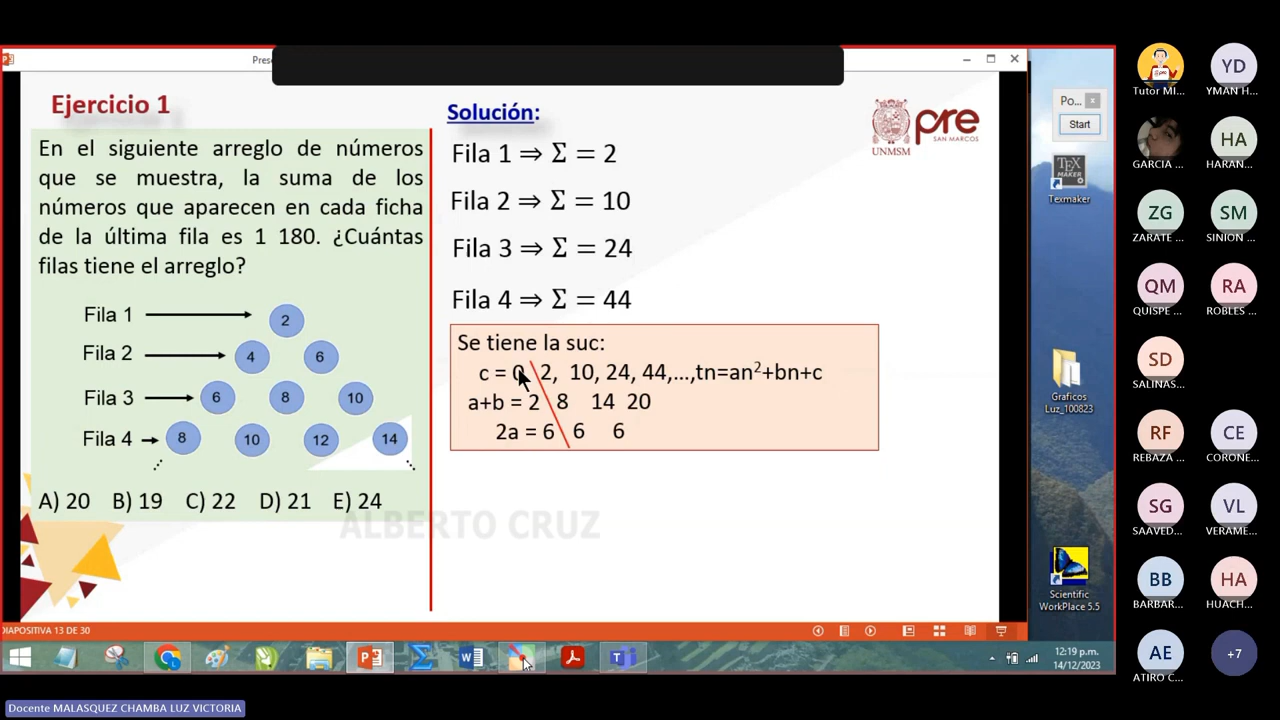 Prese
Ejercicio 1
En el siguiente arreglo de números
que se muestra, la suma de los
números que aparecen en cada ficha
de la última fila es 1 180. ¿Cuántas
filas tiene el arreglo?
Fila 1
2
Fila 2
4 6
Fila 3
6 8 10
Fila 4
8 10 12 14
A) 20 B) 19 C) 22 D) 21 E) 24
Solución:
Fila 1 ⇒ Σ = 2
Fila 2 ⇒ Σ = 10
Fila 3 ⇒ Σ = 24
Fila 4 ⇒ Σ = 44
Se tiene la suc:
c = 0 2, 10, 24, 44,...,tn=an²+bn+c
a+b = 2 8 14 20
2a = 6 6 6
ALBERTO CRUZ
UNMSM
pre
SAN MARCOS
Po...
Start
TEX
MAKER
Texmaker
Graficos
Luz_100823
Scientific
WorkPlace 5.5
DIAPOSITIVA 13 DE 30
12:19 p.m.
14/12/2023
Tutor MI...
YD
YMAN H...
GARCIA ...
HA
HARAN...
ZG
ZARATE ...
SM
SINION ...
QM
QUISPE ...
RA
ROBLES ...
SD
SALINAS...
RF
REBAZA ...
CE
CORONE...
SG
SAAVED...
VL
VERAME...
BB
BARBAR...
HA
HUACH...
AE
ATIRO C...
+7
Docente MALASQUEZ CHAMBA LUZ VICTORIA